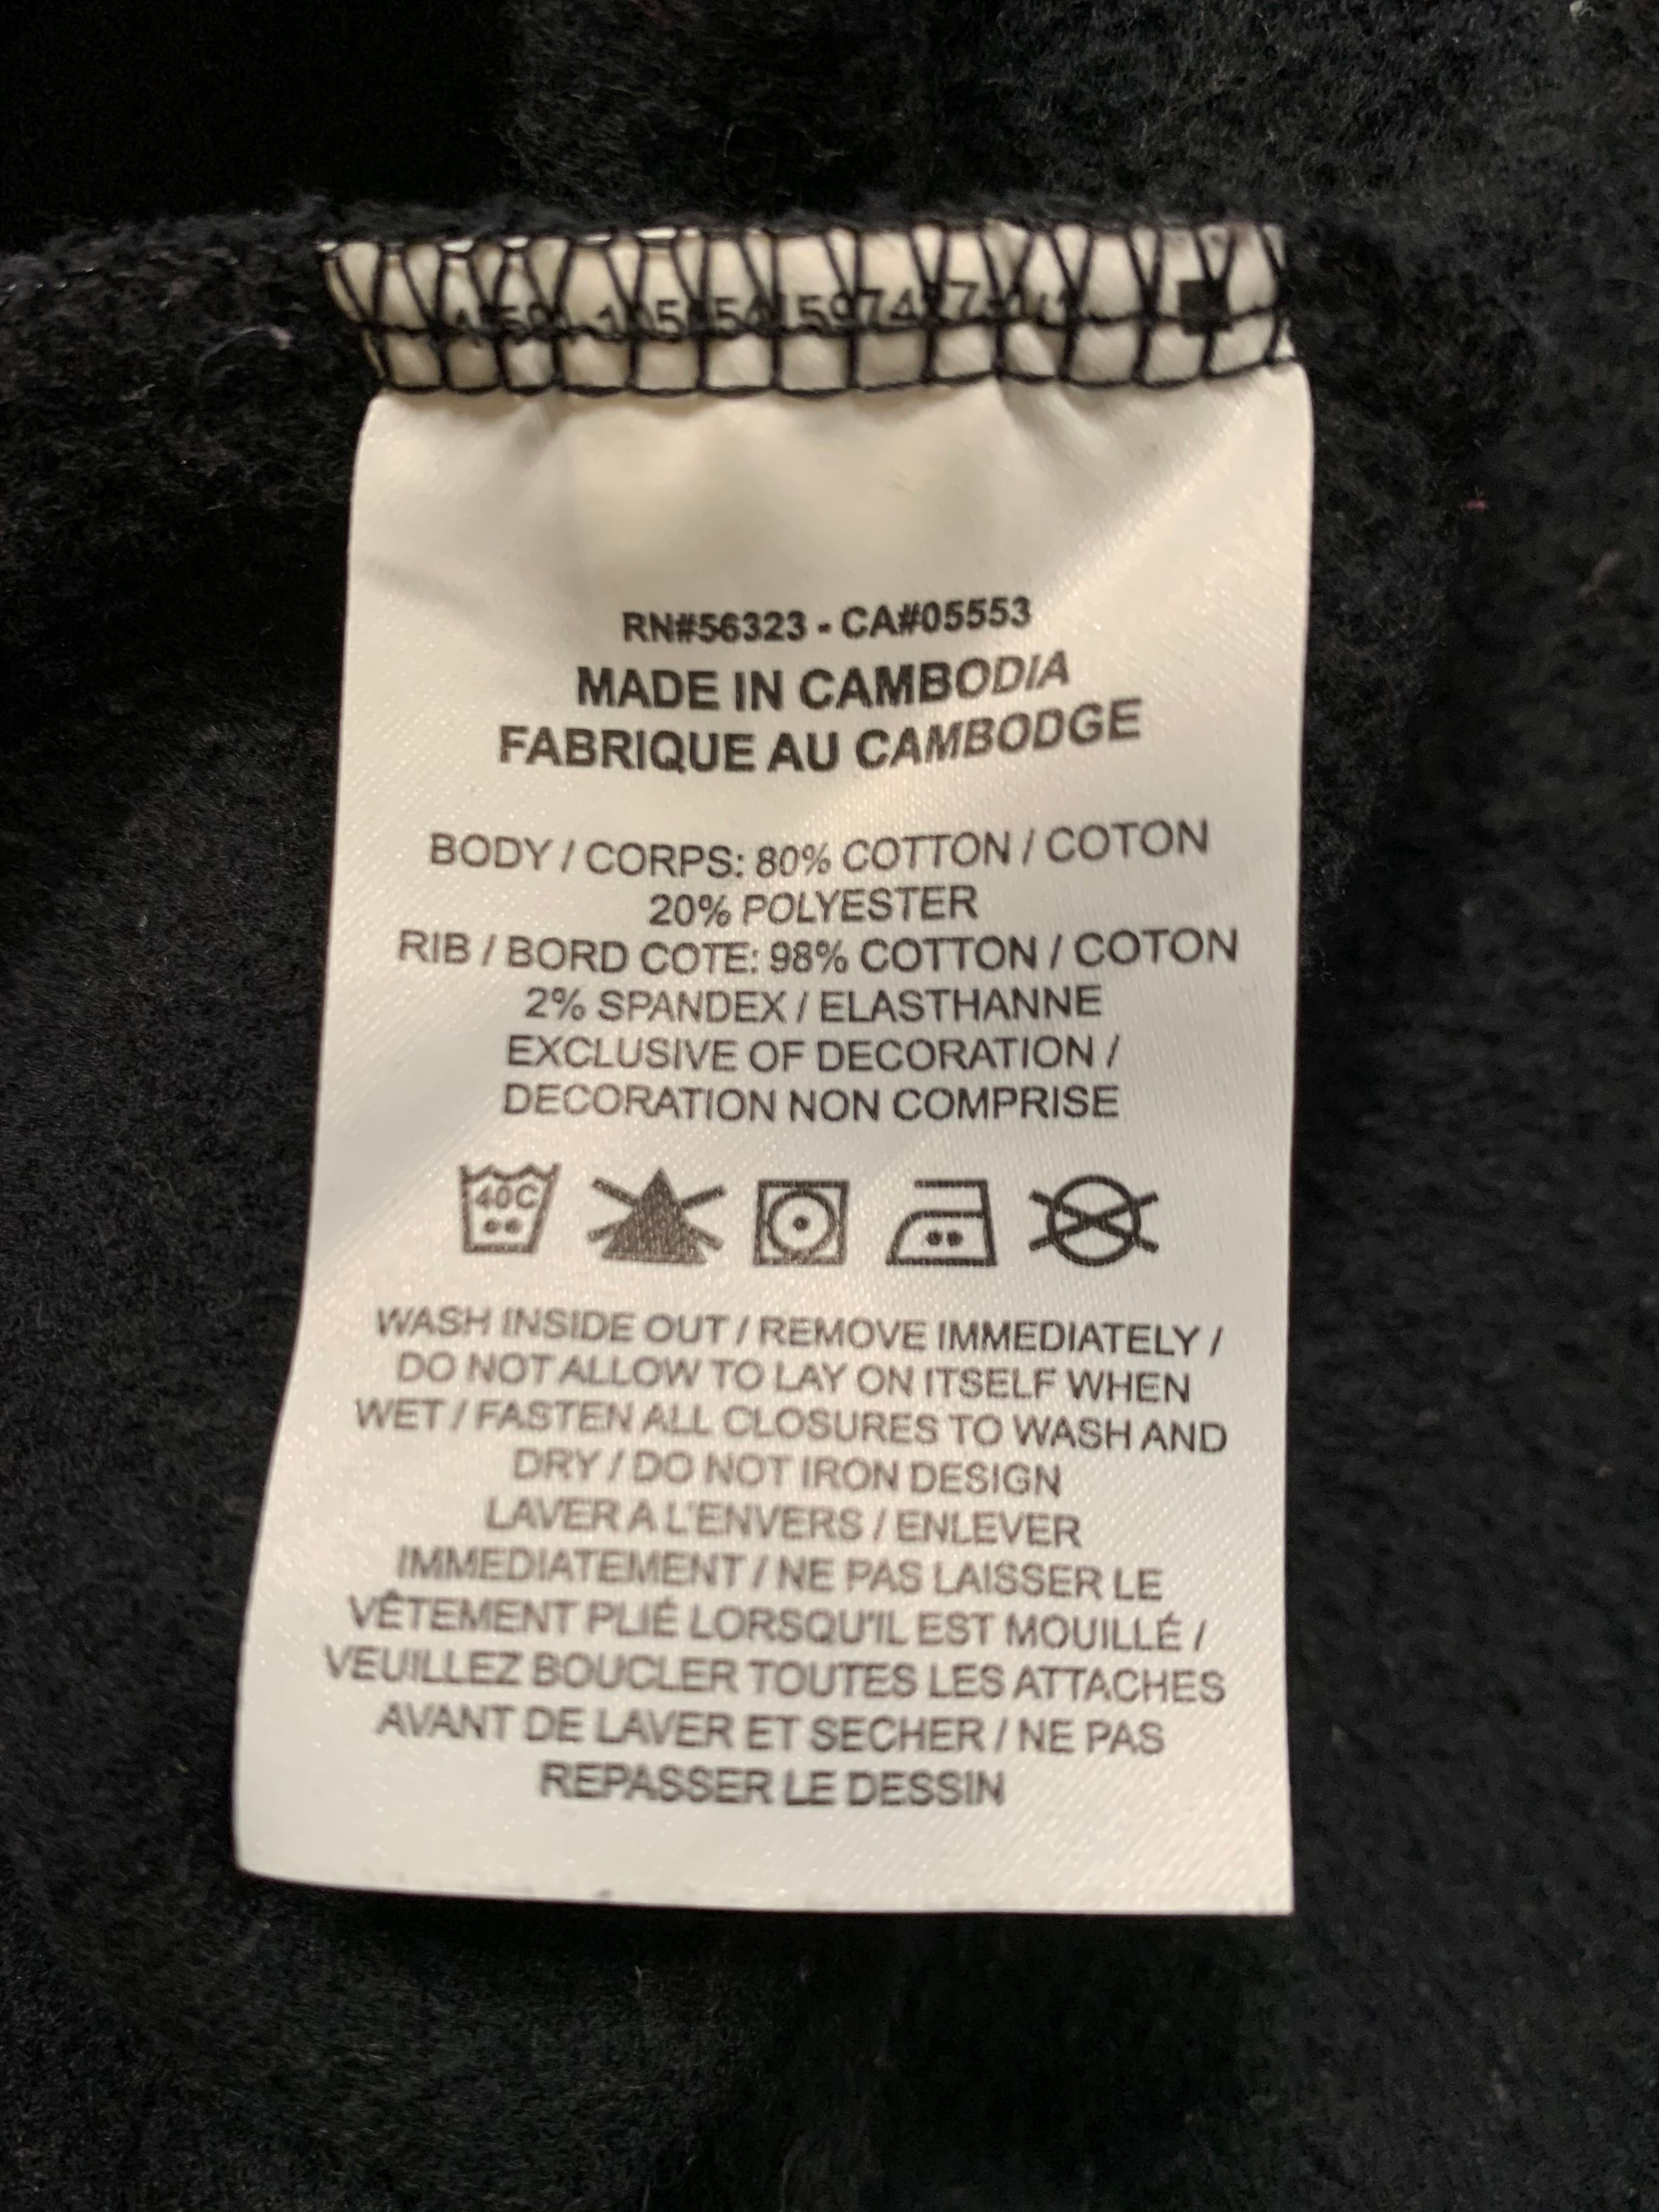 RN#56323 - CA#05553
MADE IN CAMBODIA
FABRIQUE AU CAMBODGE
BODY / CORPS: 80% COTTON / COTON
20% POLYESTER
RIB / BORD COTE: 98% COTTON / COTON
2% SPANDEX / ELASTHANNE
EXCLUSIVE OF DECORATION /
DECORATION NON COMPRISE
40C
WASH INSIDE OUT / REMOVE IMMEDIATELY /
DO NOT ALLOW TO LAY ON ITSELF WHEN
WET / FASTEN ALL CLOSURES TO WASH AND
DRY / DO NOT IRON DESIGN
LAVER A L'ENVERS / ENLEVER
IMMEDIATEMENT / NE PAS LAISSER LE
VÊTEMENT PLIÉ LORSQU'IL EST MOUILLÉ /
VEUILLEZ BOUCLER TOUTES LES ATTACHES
AVANT DE LAVER ET SECHER / NE PAS
REPASSER LE DESSIN